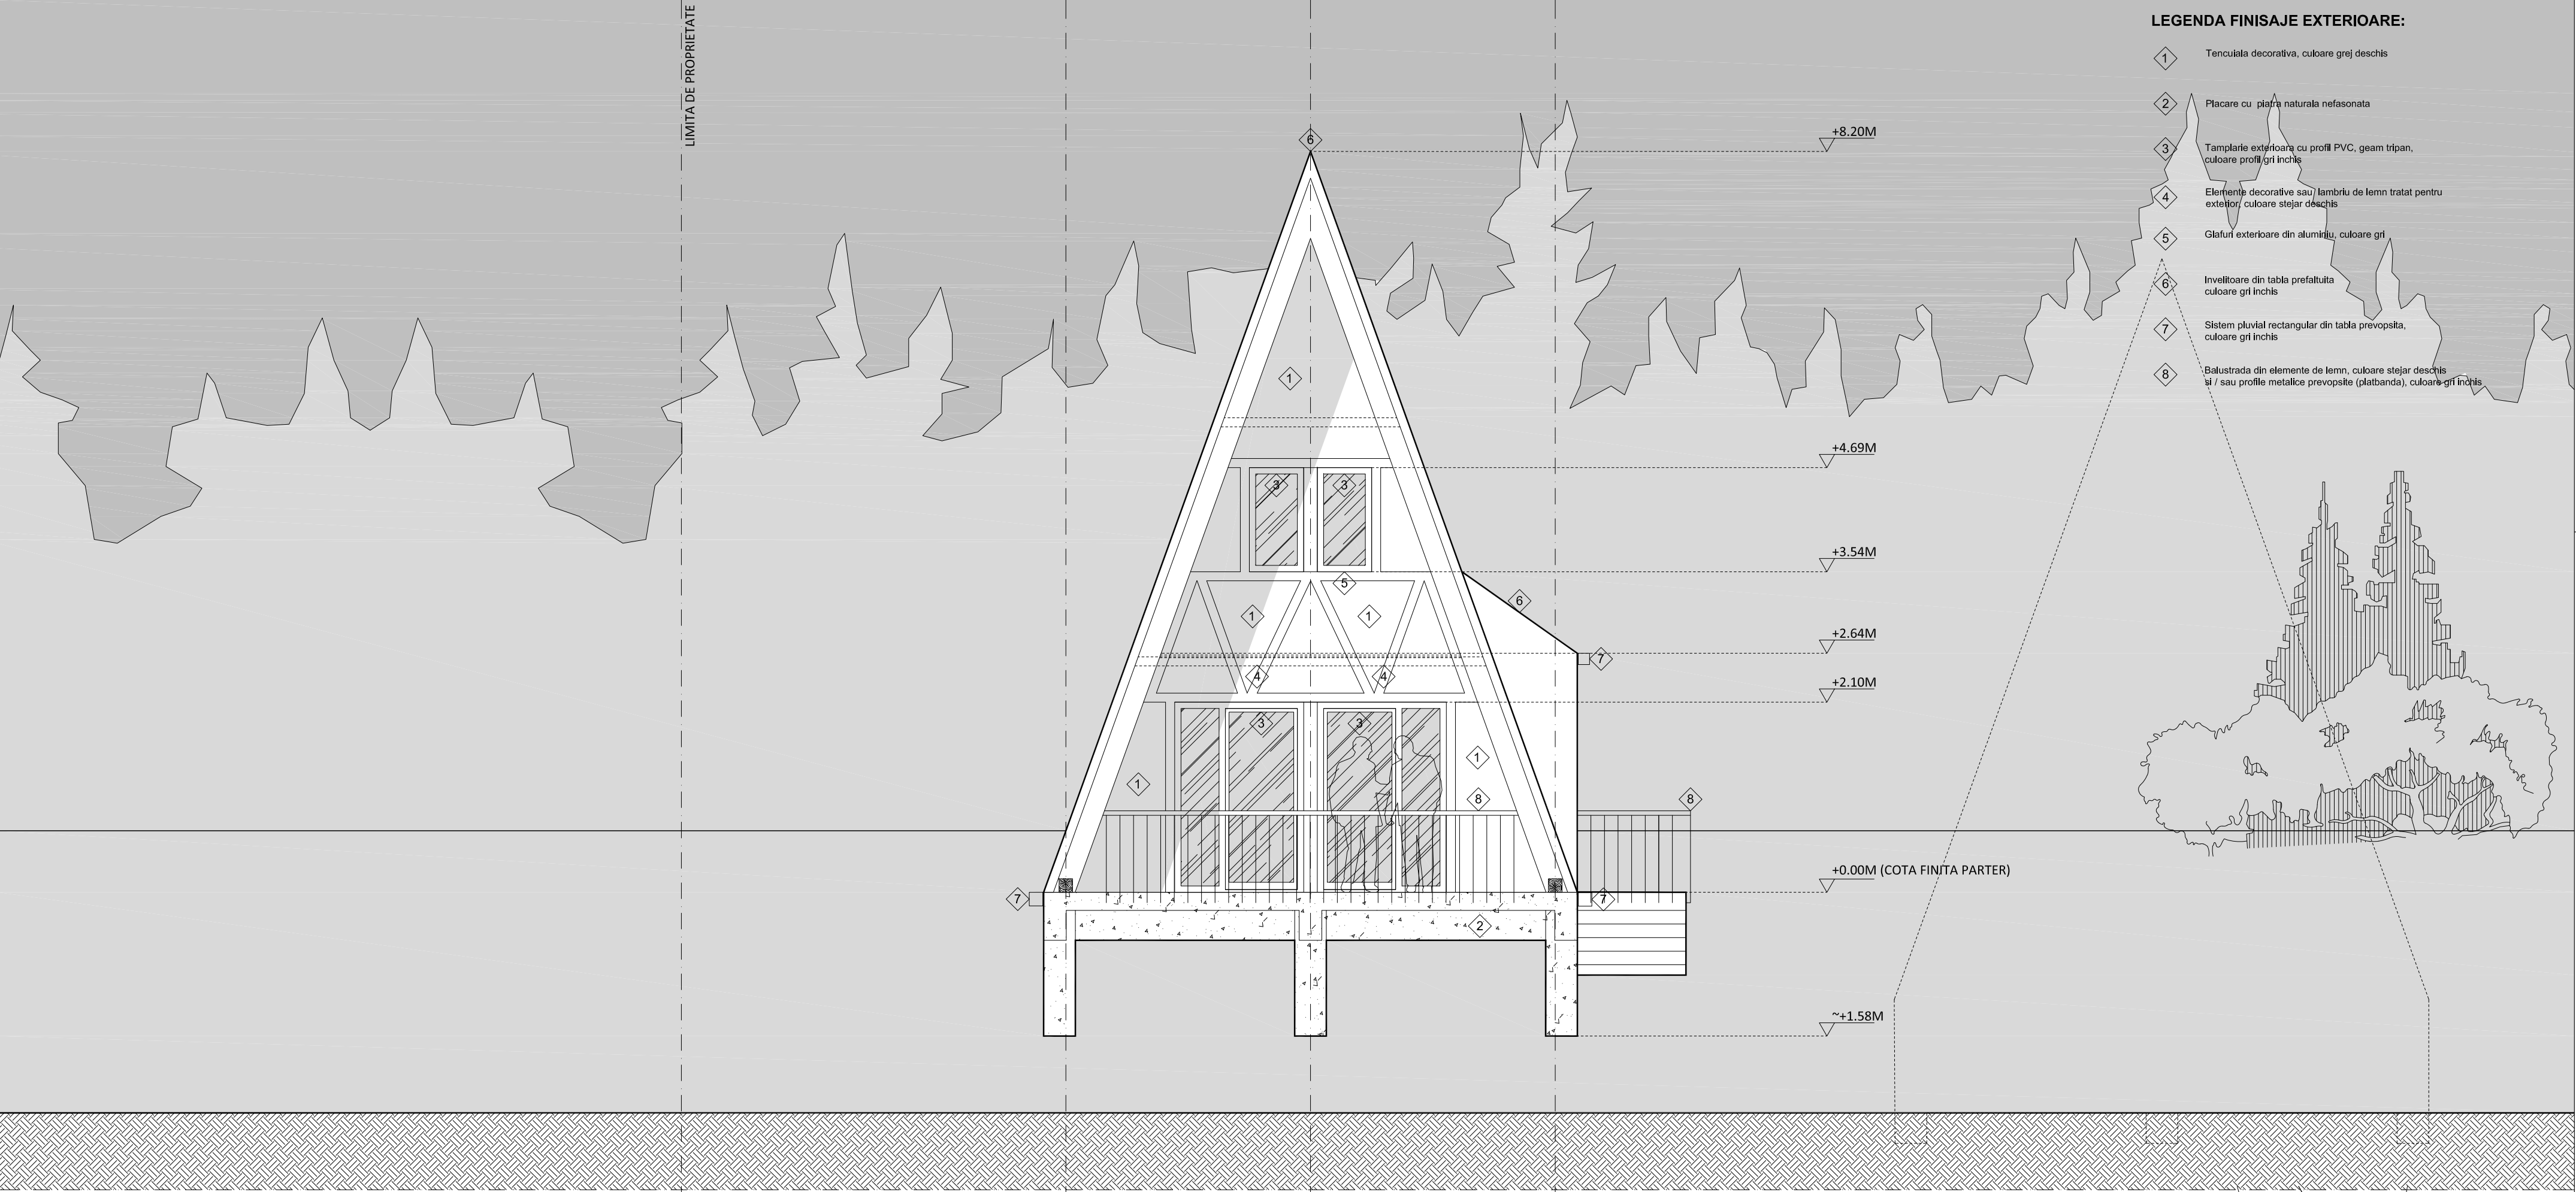 LIMITA DE PROPRIETATE
LEGENDA FINISAJE EXTERIOARE:
1 Tencuiala decorativa, culoare grej deschis
2 Placare cu piatra naturala nefasonata
3 Tamplarie exterioara cu profil PVC, geam tripan,
culoare profil gri inchis
4 Elemente decorative sau lambriu de lemn tratat pentru
exterior, culoare stejar deschis
5 Glafuri exterioare din aluminiu, culoare gri
6 Invelitoare din tabla prefaltuita
culoare gri inchis
7 Sistem pluvial rectangular din tabla prevopsita,
culoare gri inchis
8 Balustrada din elemente de lemn, culoare stejar deschis
si / sau profile metalice prevopsite (platbanda), culoare gri inchis
6
+8.20M
1
+4.69M
3
3
+3.54M
5
6
1
1
+2.64M
7
4
4
+2.10M
3
3
1
1
8
8
+0.00M (COTA FINITA PARTER)
7
7
2
~+1.58M